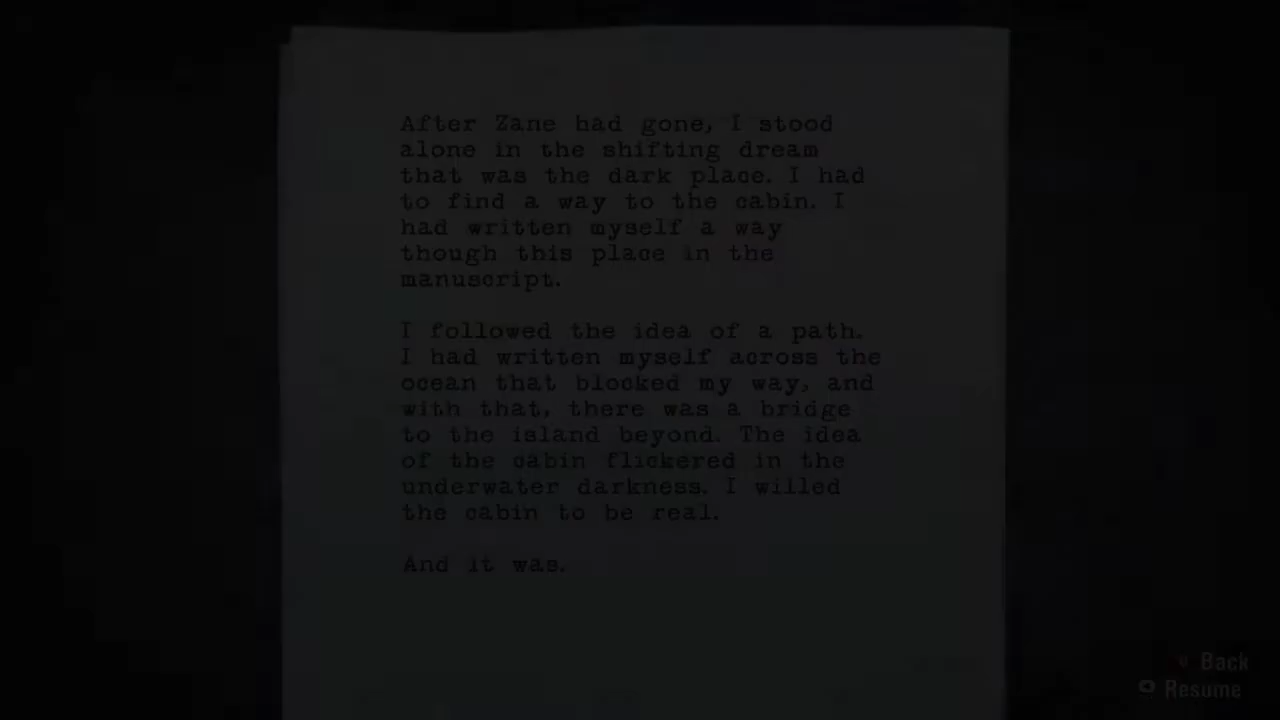 After Zane had gone, I stood
alone in the shifting dream
that was the dark place. I had
to find a way to the cabin. I
had written myself a way
though this place in the
manuscript.
I followed the idea of a path.
I had written myself across the
ocean that blocked my way, and
with that, there was a bridge
to the island beyond. The idea
of the cabin flickered in the
underwater darkness. I willed
the cabin to be real.
And it was.
Back
Resume